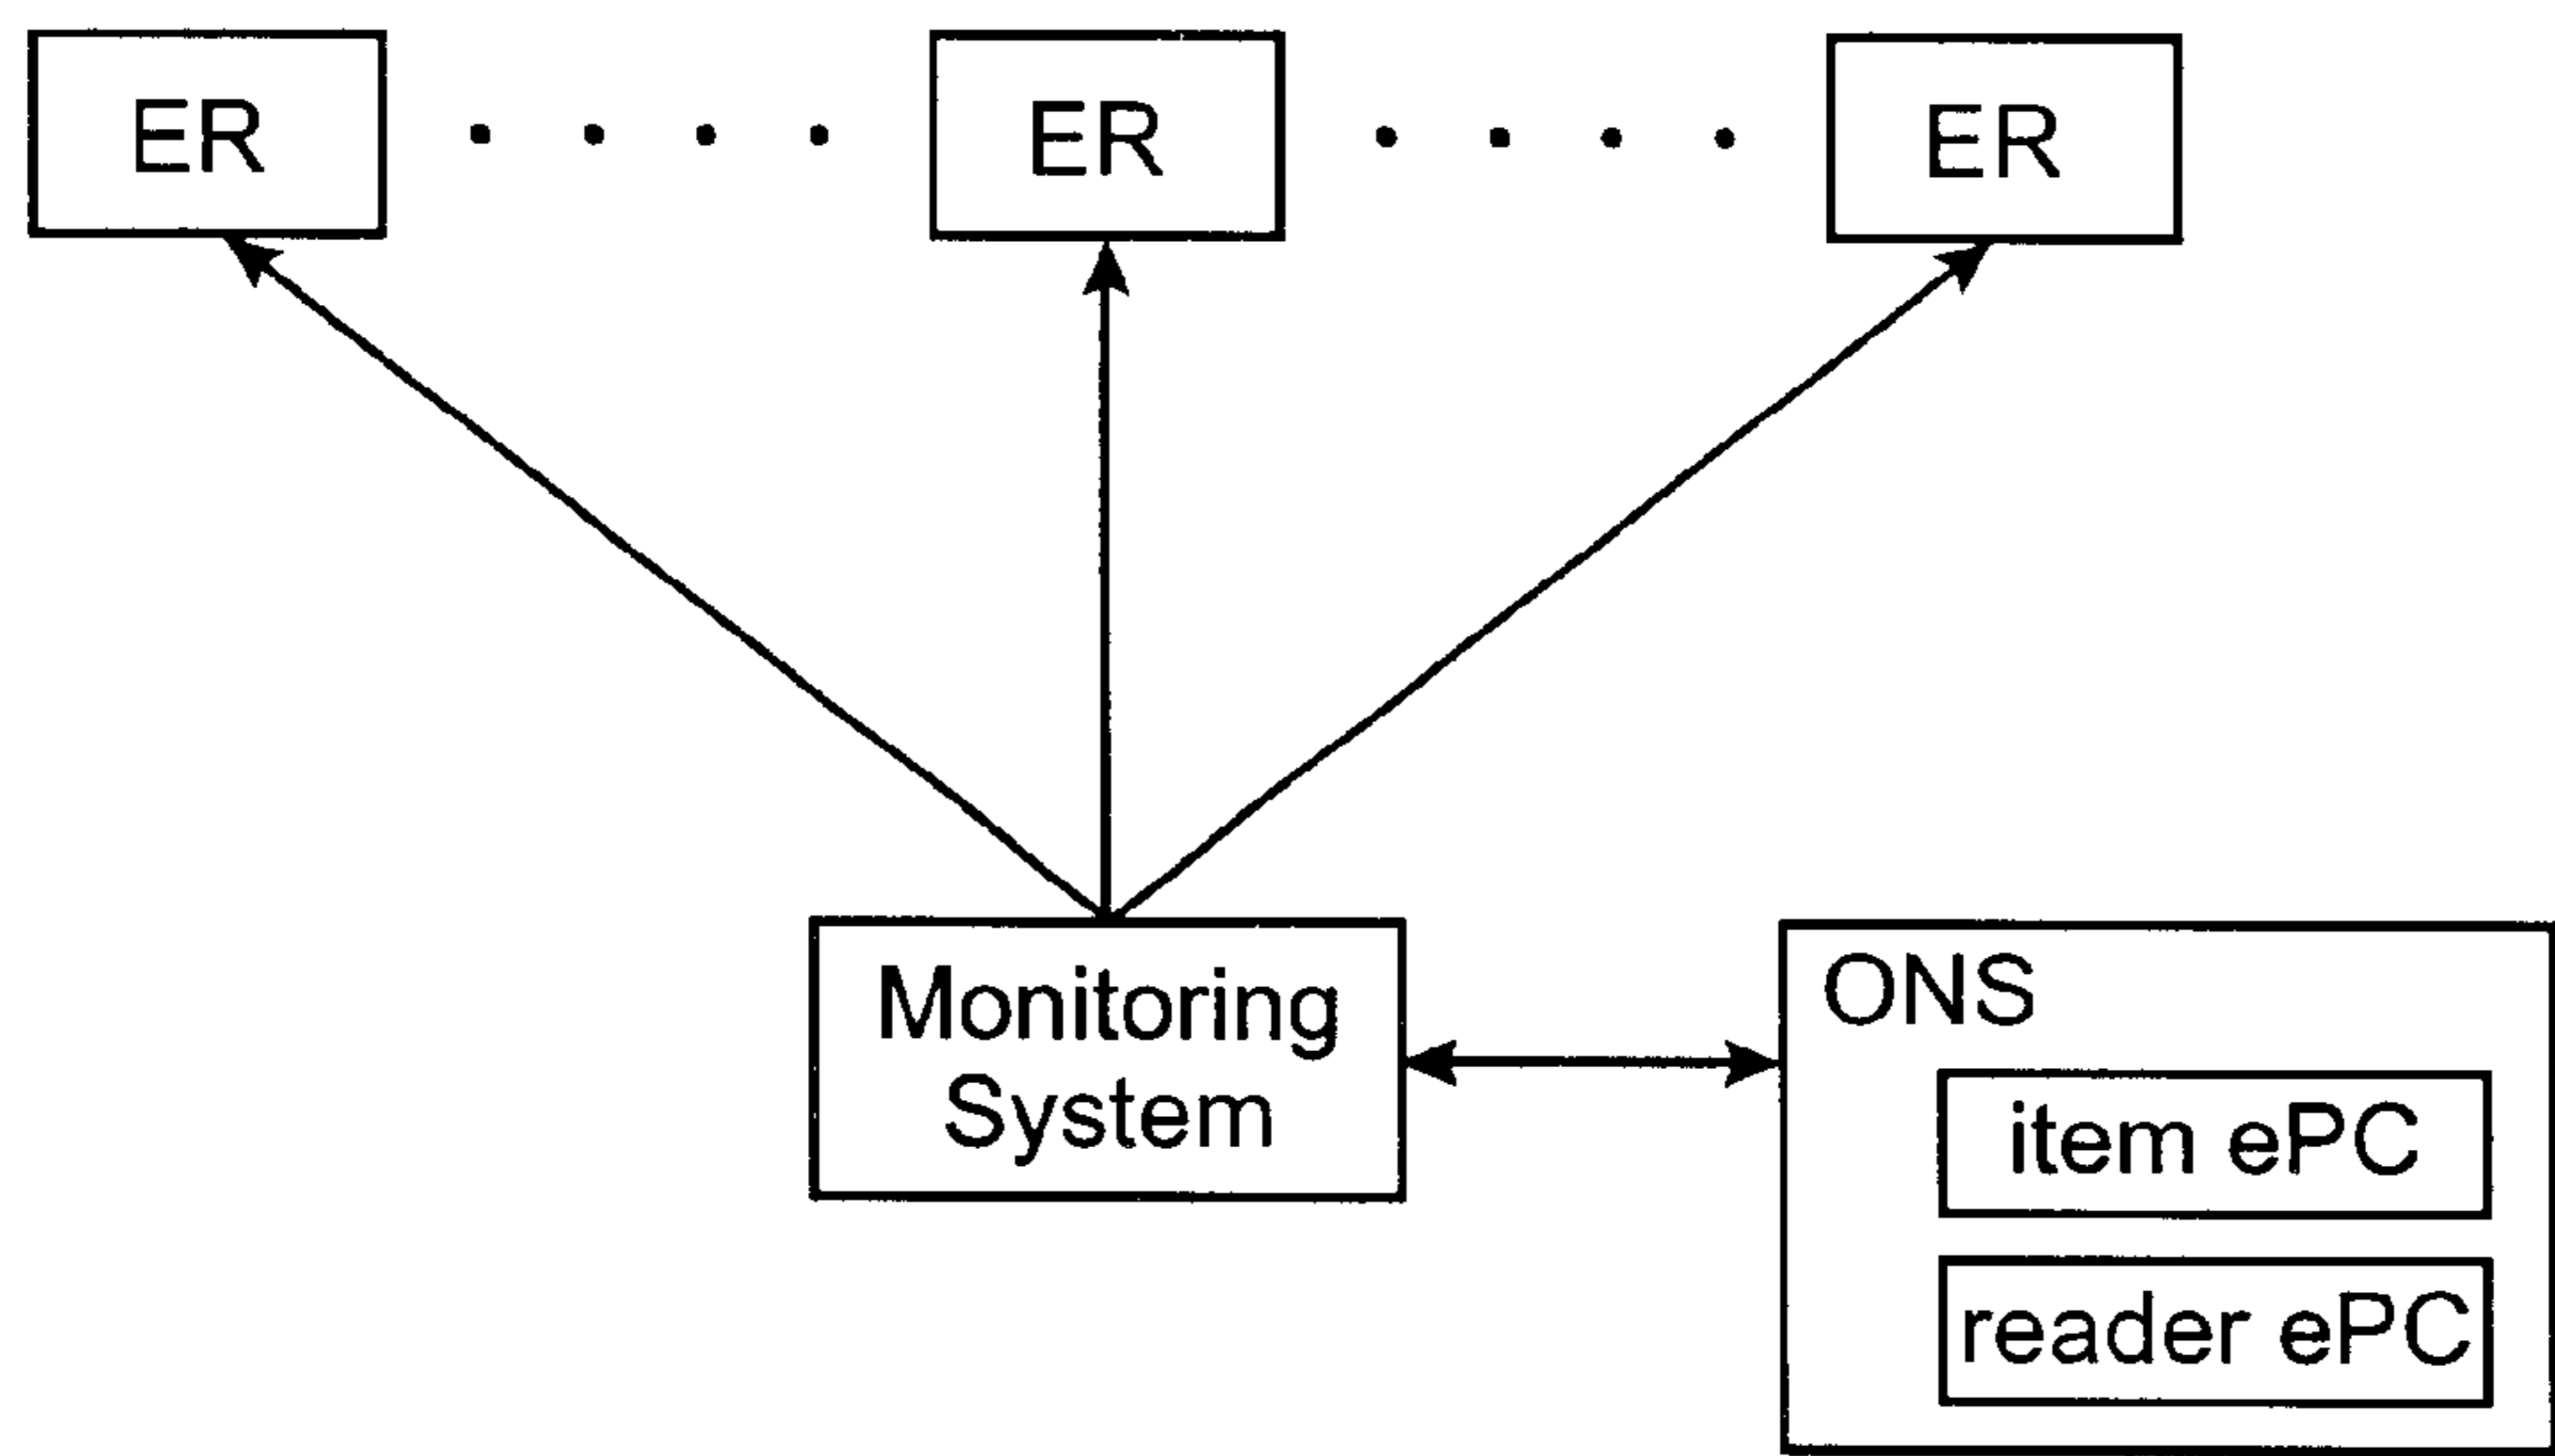 ER
ER
ER
Monitoring
System
ONS
item ePC
reader ePC